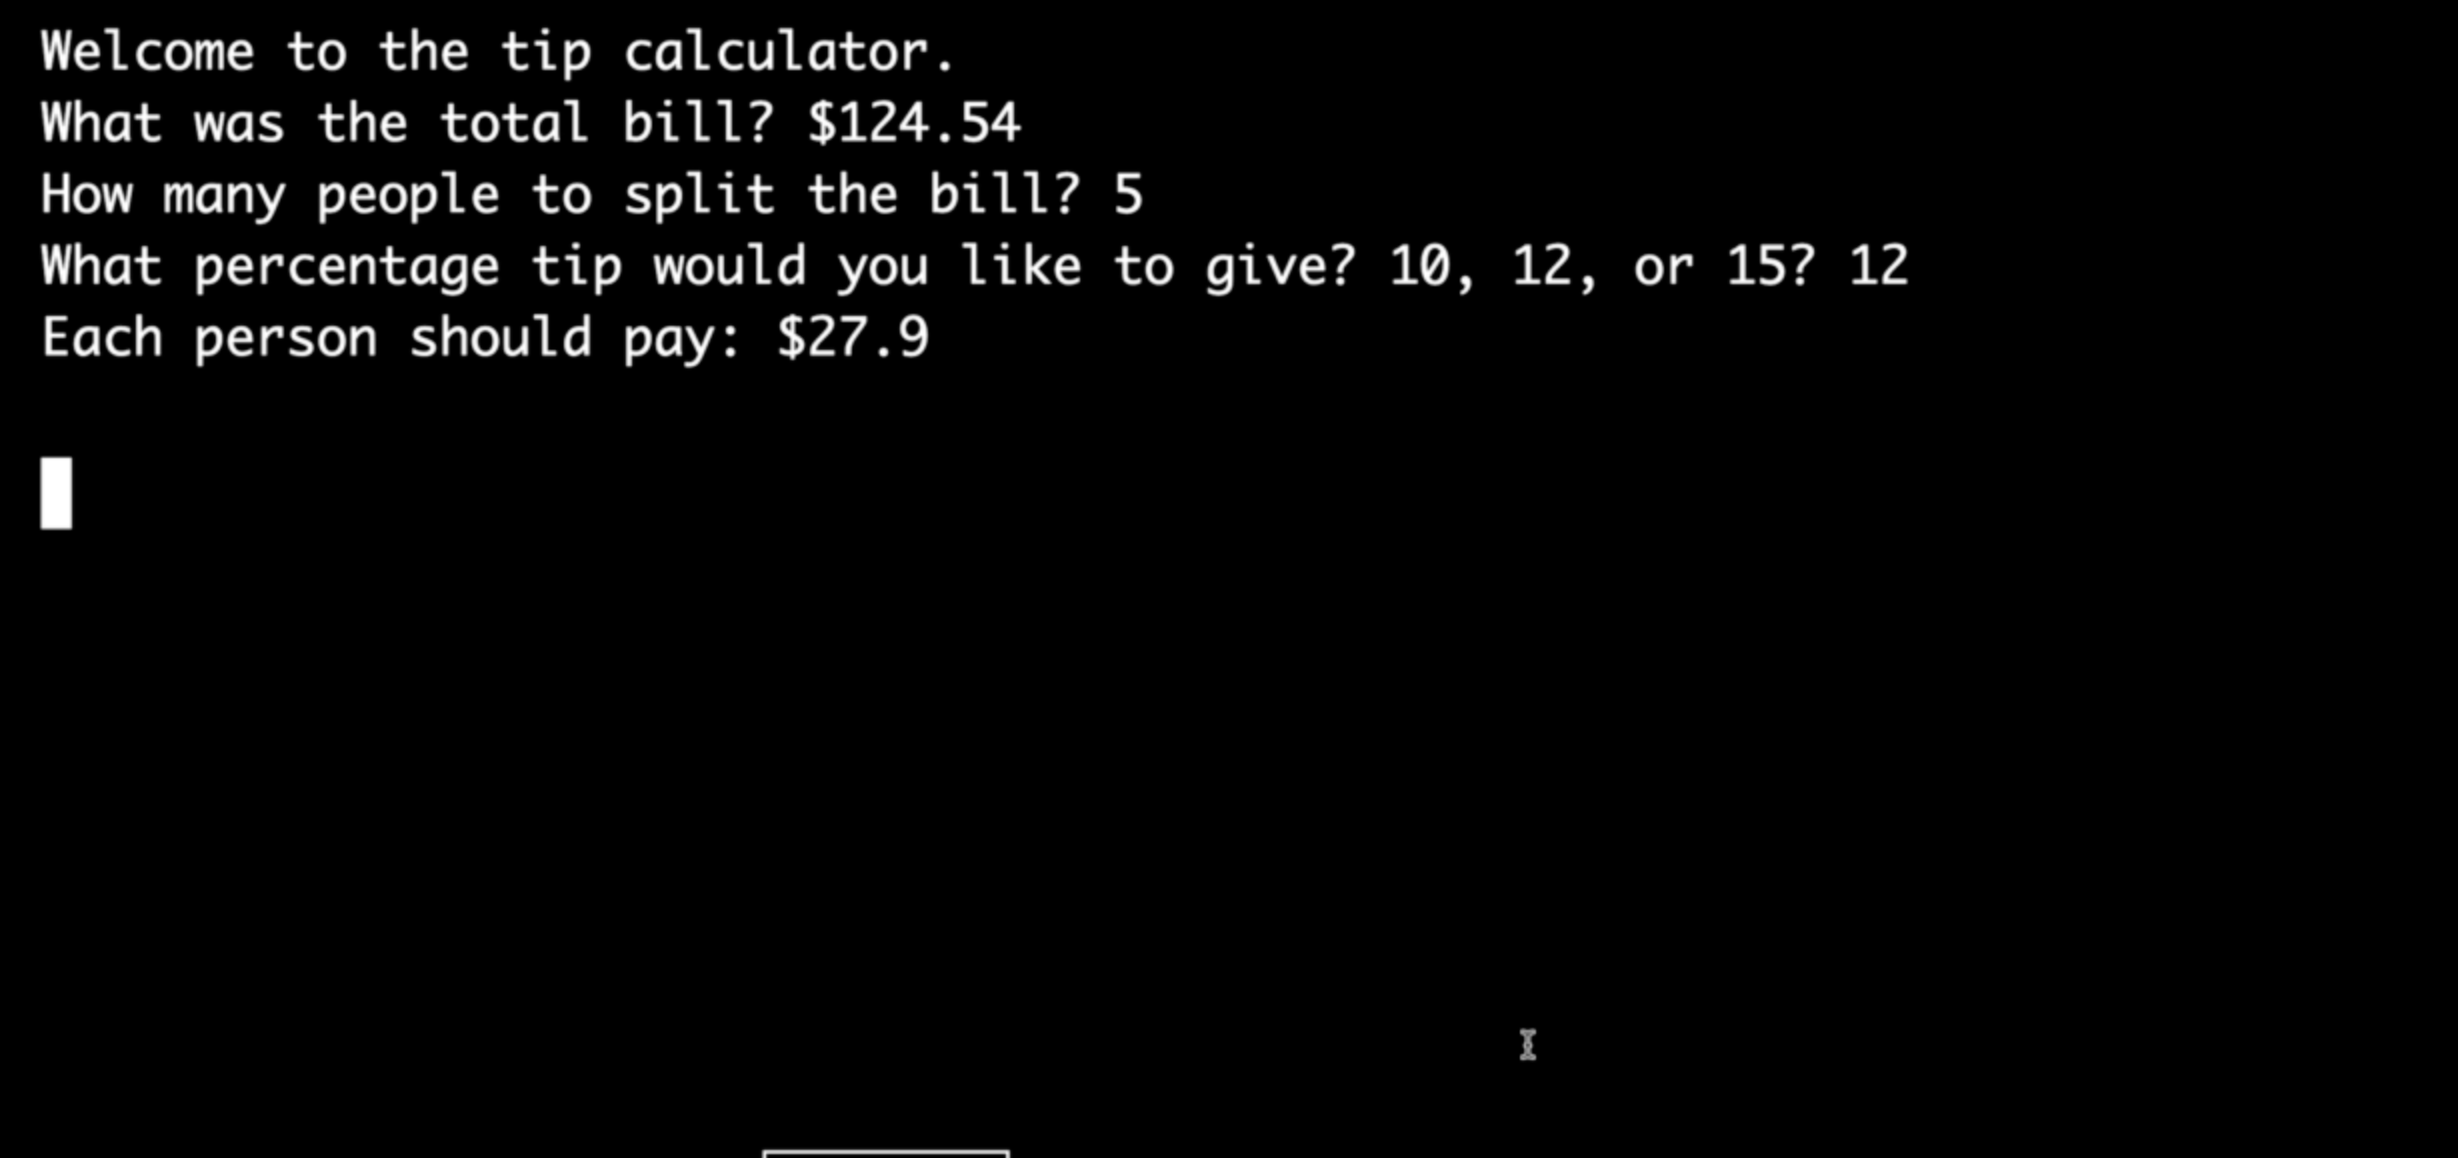 Welcome to the tip calculator.
What was the total bill? $124.54
How many people to split the bill? 5
What percentage tip would you like to give? 10, 12, or 15? 12
Each person should pay: $27.9